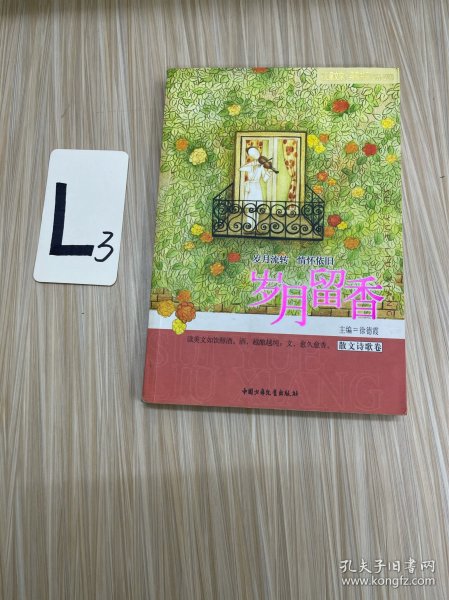 L3
岁月流转 情怀依旧
岁月留香
主编=徐德霞
读美文如饮醇酒。酒，越酿越纯；文，愈久愈香。
散文诗歌卷
中国少年儿童出版社
孔夫子旧书网
www.kongfz.com